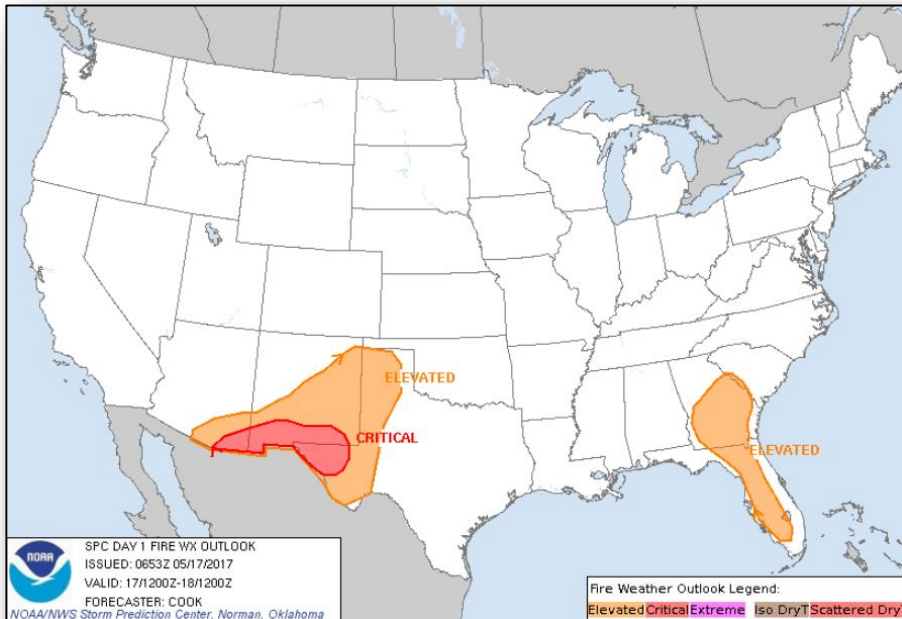 ELEVATED
CRITICAL
ELEVATED
NOAA
SPC DAY 1 FIRE WX OUTLOOK
ISSUED: 0653Z 05/17/2017
VALID: 17/1200Z-18/1200Z
FORECASTER: COOK
NOAA/NWS Storm Prediction Center, Norman, Oklahoma
Fire Weather Outlook Legend:
Elevated Critical Extreme Iso DryT Scattered DryT